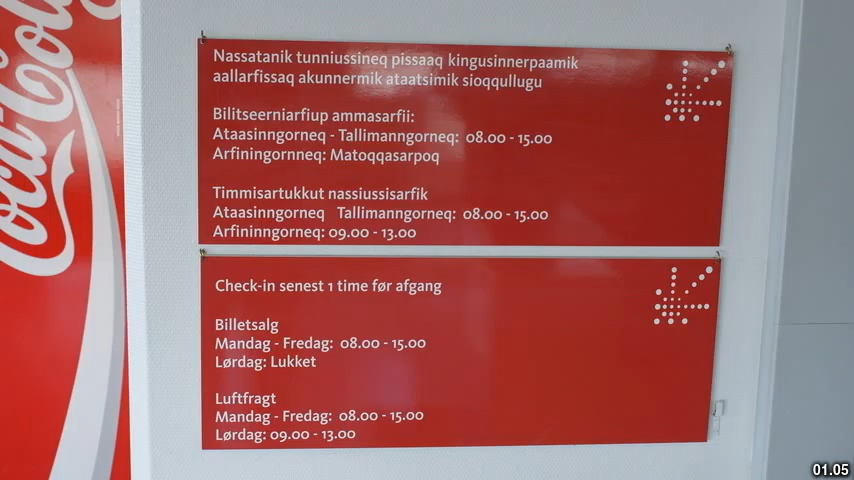 Coca-Cola
Nassatanik tunniussineq pissaaq kingusinnerpaamik
aallarfissaq akunnermik ataatsimik sioqqullugu
Bilitseerniarfiup ammasarfii:
Ataasinngorneq - Tallimanngorneq: 08.00 - 15.00
Arfiningornneq: Matoqqasarpoq
Timmisartukkut nassiussisarfik
Ataasinngorneq Tallimanngorneq: 08.00 - 15.00
Arfininngorneq: 09.00 - 13.00
Check-in senest 1 time før afgang
Billetsalg
Mandag - Fredag: 08.00 - 15.00
Lørdag: Lukket
Luftfragt
Mandag - Fredag: 08.00 - 15.00
Lørdag: 09.00 - 13.00
01.05